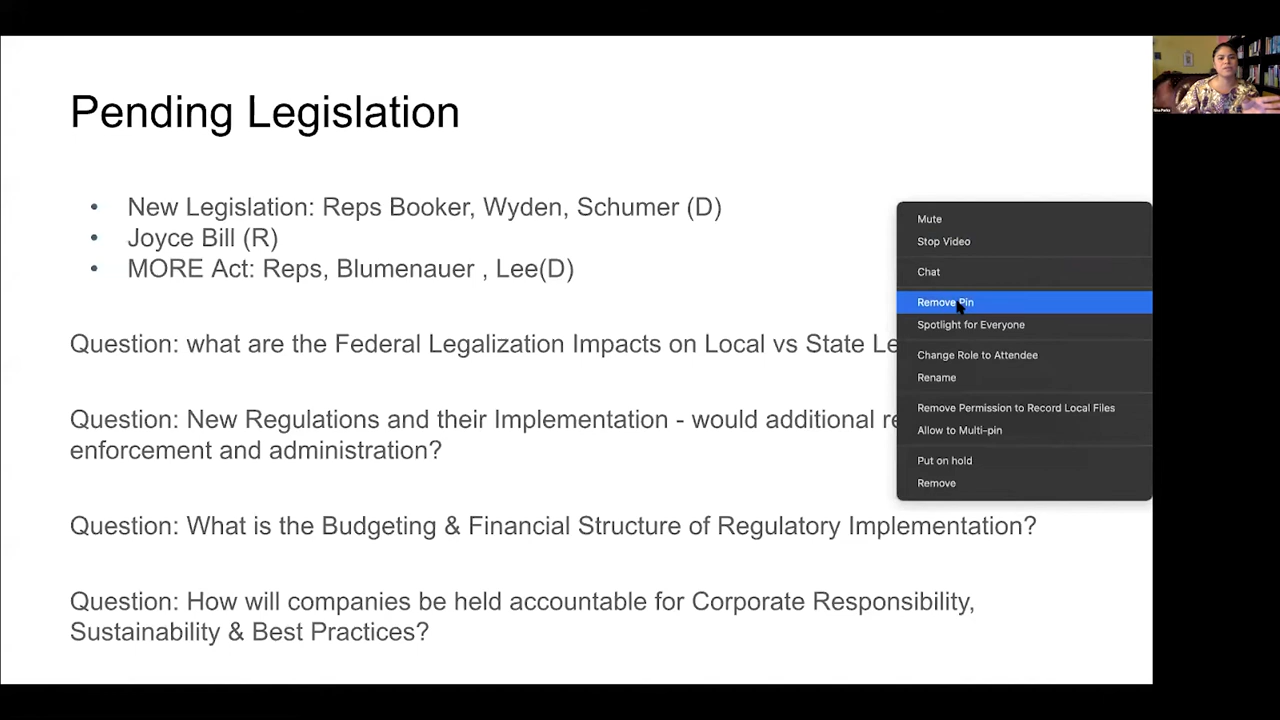 Pending Legislation
• New Legislation: Reps Booker, Wyden, Schumer (D)
• Joyce Bill (R)
• MORE Act: Reps, Blumenauer , Lee(D)
Question: what are the Federal Legalization Impacts on Local vs State Le
Question: New Regulations and their Implementation - would additional re
enforcement and administration?
Question: What is the Budgeting & Financial Structure of Regulatory Implementation?
Question: How will companies be held accountable for Corporate Responsibility,
Sustainability & Best Practices?
Mute
Stop Video
Chat
Remove Pin
Spotlight for Everyone
Change Role to Attendee
Rename
Remove Permission to Record Local Files
Allow to Multi-pin
Put on hold
Remove